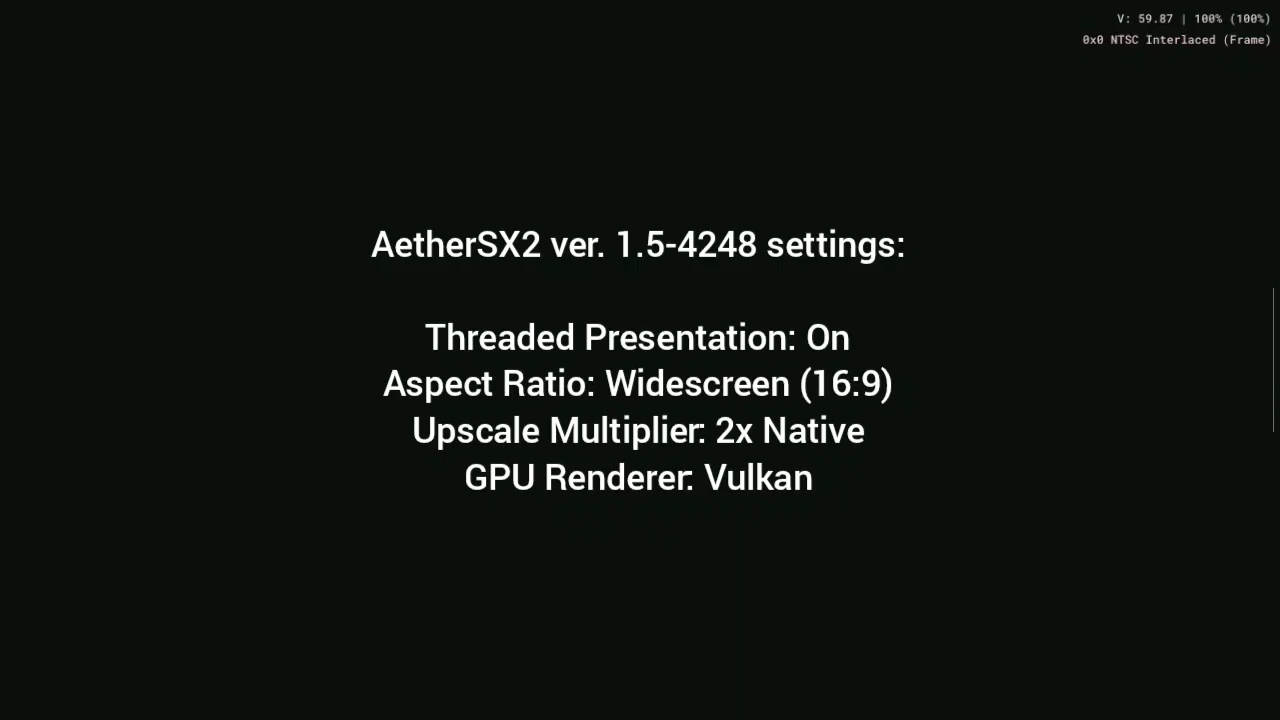 V: 59.87 | 100% (100%)
0x0 NTSC Interlaced (Frame)
AetherSX2 ver. 1.5-4248 settings:
Threaded Presentation: On
Aspect Ratio: Widescreen (16:9)
Upscale Multiplier: 2x Native
GPU Renderer: Vulkan